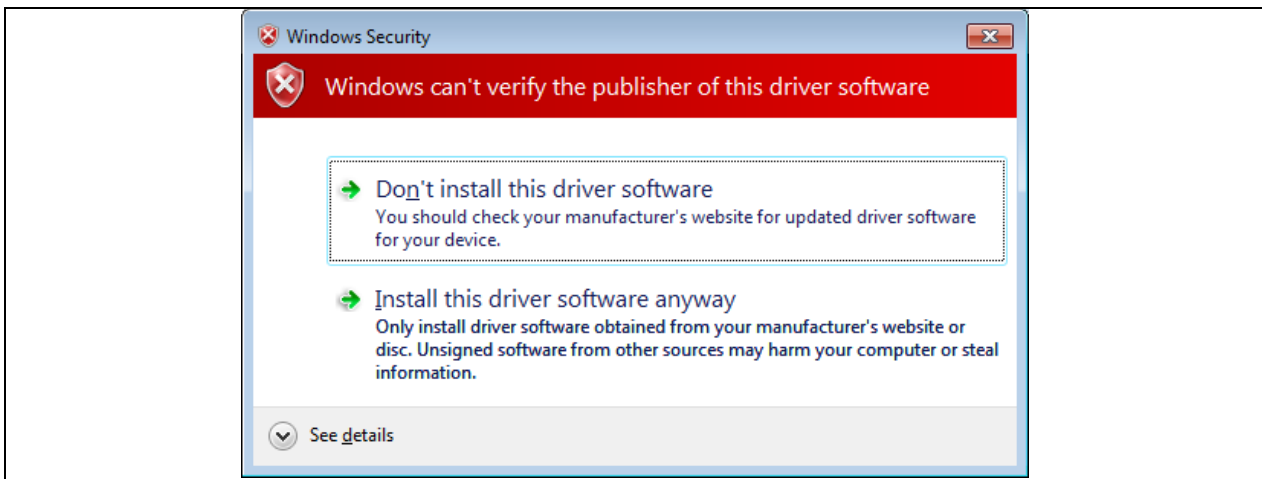 Windows Security
Windows can't verify the publisher of this driver software
Don't install this driver software
You should check your manufacturer's website for updated driver software
for your device.
Install this driver software anyway
Only install driver software obtained from your manufacturer's website or
disc. Unsigned software from other sources may harm your computer or steal
information.
See details